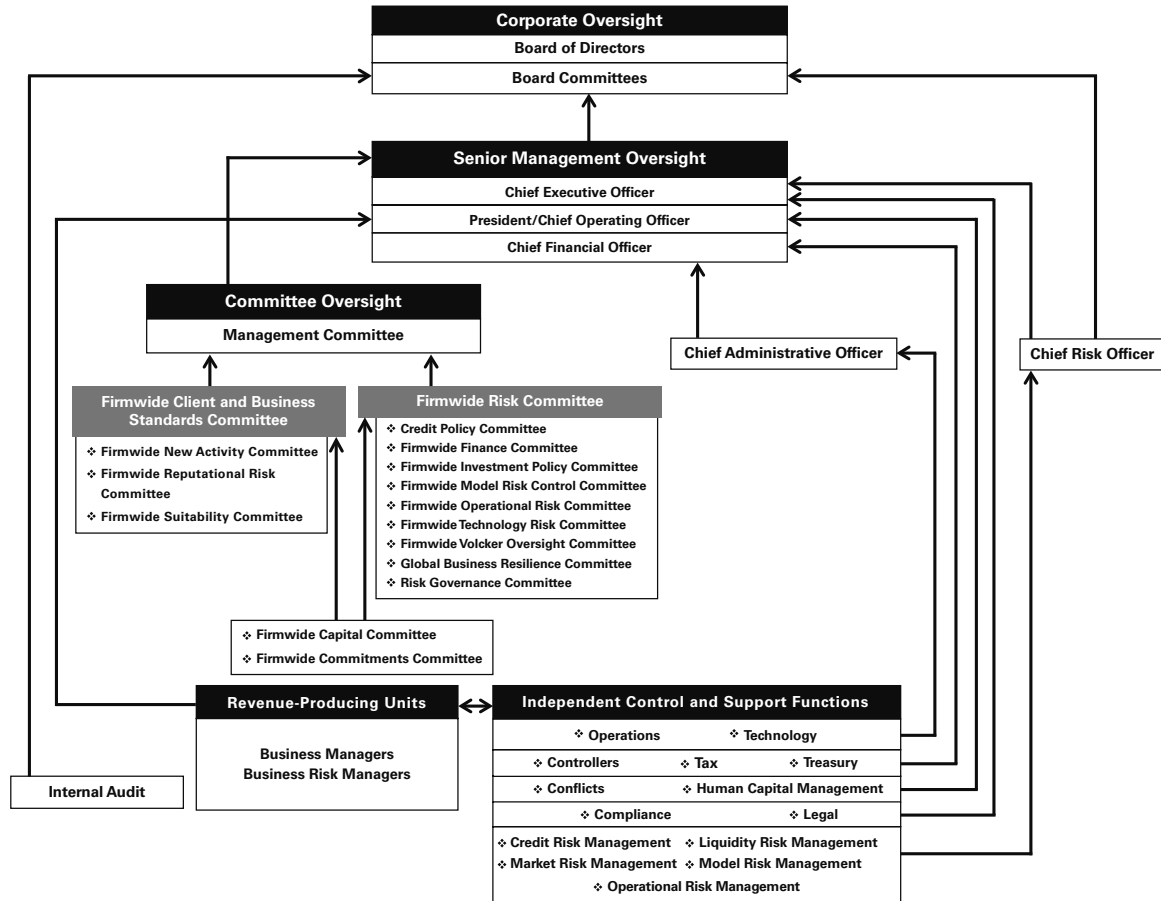 Corporate Oversight
Board of Directors
Board Committees
Senior Management Oversight
Chief Executive Officer
President/Chief Operating Officer
Chief Financial Officer
Committee Oversight
Management Committee
Chief Administrative Officer
Chief Risk Officer
Firmwide Client and Business
Standards Committee
❖ Firmwide New Activity Committee
❖ Firmwide Reputational Risk
Committee
❖ Firmwide Suitability Committee
Firmwide Risk Committee
❖ Credit Policy Committee
❖ Firmwide Finance Committee
❖ Firmwide Investment Policy Committee
❖ Firmwide Model Risk Control Committee
❖ Firmwide Operational Risk Committee
❖ Firmwide Technology Risk Committee
❖ Firmwide Volcker Oversight Committee
❖ Global Business Resilience Committee
❖ Risk Governance Committee
❖ Firmwide Capital Committee
❖ Firmwide Commitments Committee
Revenue-Producing Units
Business Managers
Business Risk Managers
Internal Audit
Independent Control and Support Functions
❖ Operations ❖ Technology
❖ Controllers ❖ Tax ❖ Treasury
❖ Conflicts ❖ Human Capital Management
❖ Compliance ❖ Legal
❖ Credit Risk Management ❖ Liquidity Risk Management
❖ Market Risk Management ❖ Model Risk Management
❖ Operational Risk Management